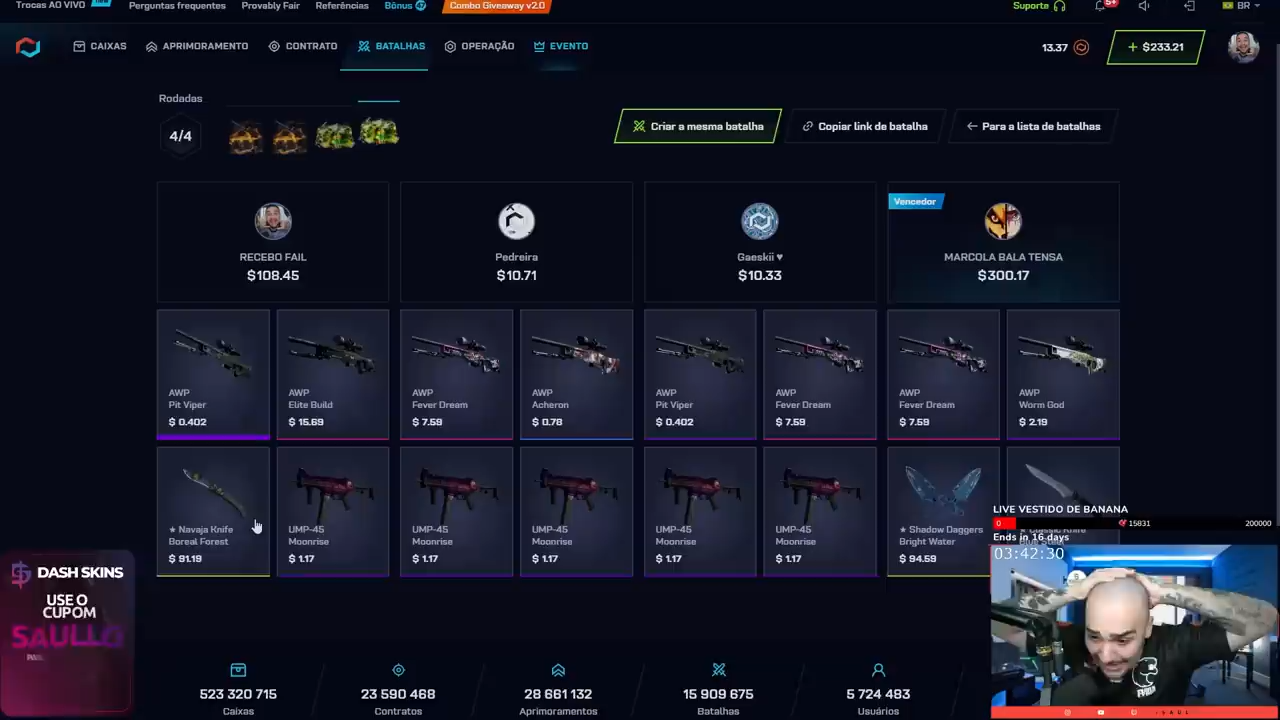 Trocas AO VIVO
Perguntas frequentes
Provably Fair
Referências
Bônus
Combo Giveaway v2.0
Suporte
5+
BR
CAIXAS
APRIMORAMENTO
CONTRATO
BATALHAS
OPERAÇÃO
EVENTO
13.37
+ $233.21
Rodadas
4/4
Criar a mesma batalha
Copiar link de batalha
Para a lista de batalhas
RECEBO FAIL
$108.45
Pedreira
$10.71
Gaeskii ♥
$10.33
Vencedor
MARCOLA BALA TENSA
$300.17
AWP
Pit Viper
$ 0.402
AWP
Elite Build
$ 15.69
AWP
Fever Dream
$ 7.59
AWP
Acheron
$ 0.78
AWP
Pit Viper
$ 0.402
AWP
Fever Dream
$ 7.59
AWP
Fever Dream
$ 7.59
AWP
Worm God
$ 2.19
★ Navaja Knife
Boreal Forest
$ 91.19
UMP-45
Moonrise
$ 1.17
UMP-45
Moonrise
$ 1.17
UMP-45
Moonrise
$ 1.17
UMP-45
Moonrise
$ 1.17
UMP-45
Moonrise
$ 1.17
★ Shadow Daggers
Bright Water
$ 94.59
LIVE VESTIDO DE BANANA
0
15831
200000
Ends in 16 days
03:42:30
DASH SKINS
USE O
CUPOM
SAULLO
523 320 715
Caixas
23 590 468
Contratos
28 661 132
Aprimoramentos
15 909 675
Batalhas
5 724 483
Usuários